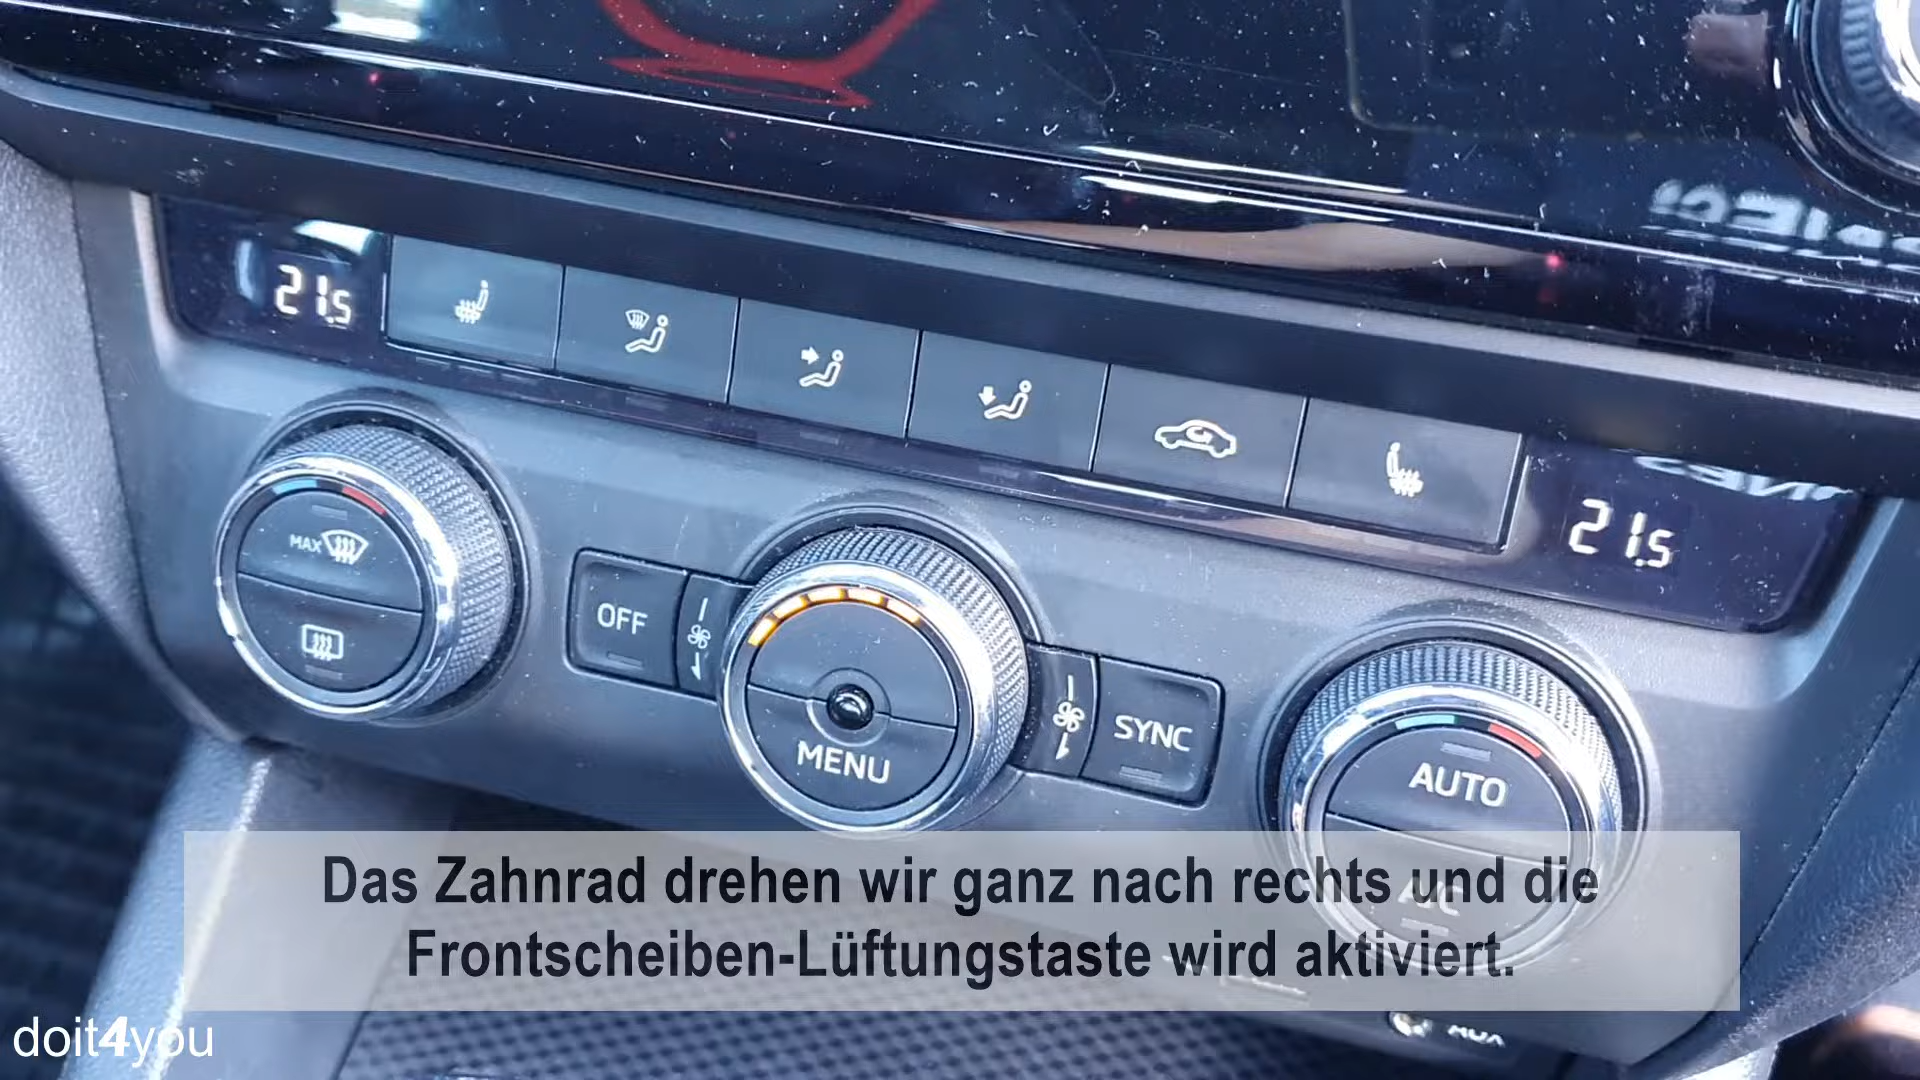 21.5
21.5
MAX
OFF
SYNC
MENU
AUTO
A/C
Das Zahnrad drehen wir ganz nach rechts und die
Frontscheiben-Lüftungstaste wird aktiviert.
AUX
doit4you